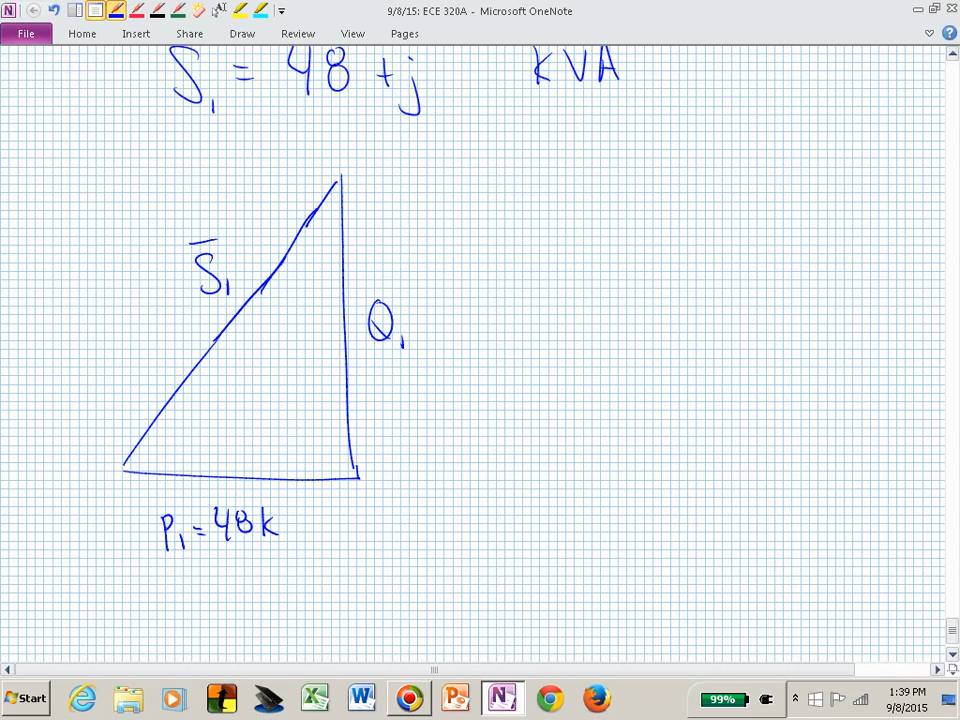 9/8/15: ECE 320A - Microsoft OneNote
File Home Insert Share Draw Review View Pages
S₁ = 48 + j kVA
S̅₁
Q₁
P₁ = 48k
Start
99%
1:39 PM
9/8/2015